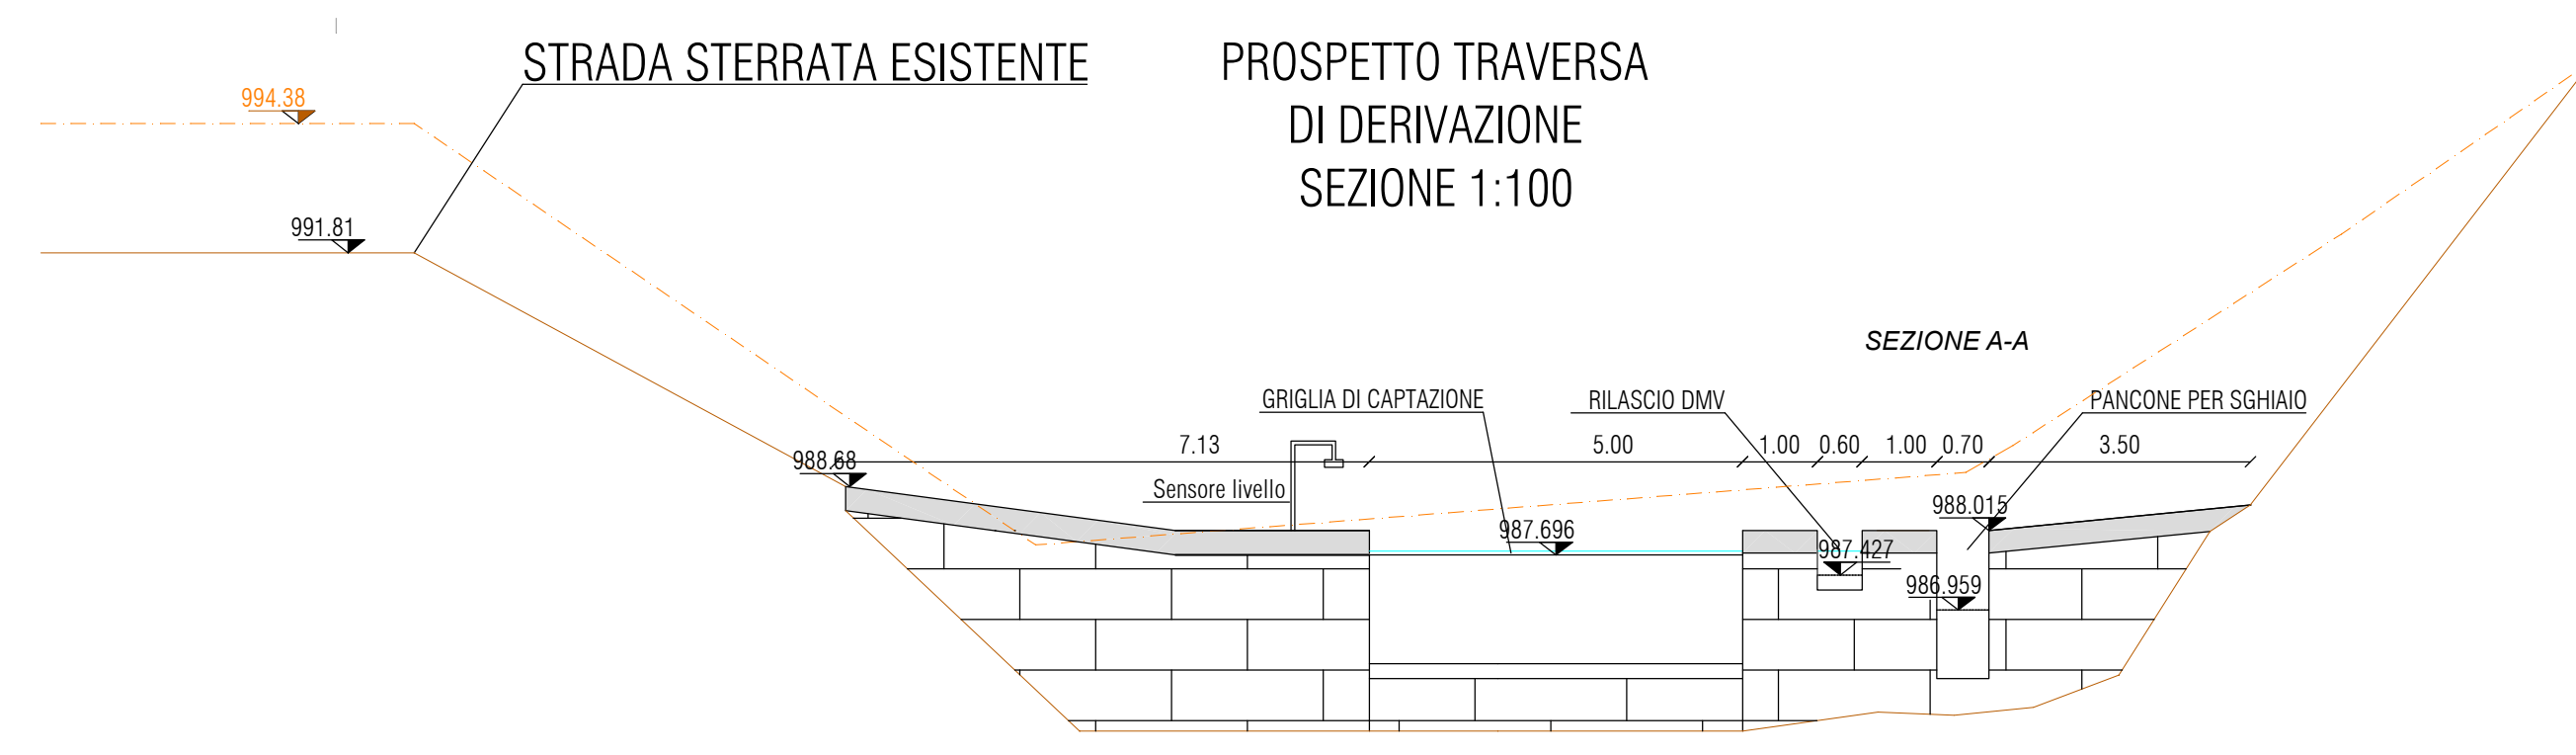 STRADA STERRATA ESISTENTE
PROSPETTO TRAVERSA
DI DERIVAZIONE
SEZIONE 1:100
994.38
991.81
SEZIONE A-A
GRIGLIA DI CAPTAZIONE
RILASCIO DMV
PANCONE PER SGHIAIO
7.13
5.00
1.00
0.60
1.00
0.70
3.50
988.68
Sensore livello
988.015
987.696
987.427
986.959